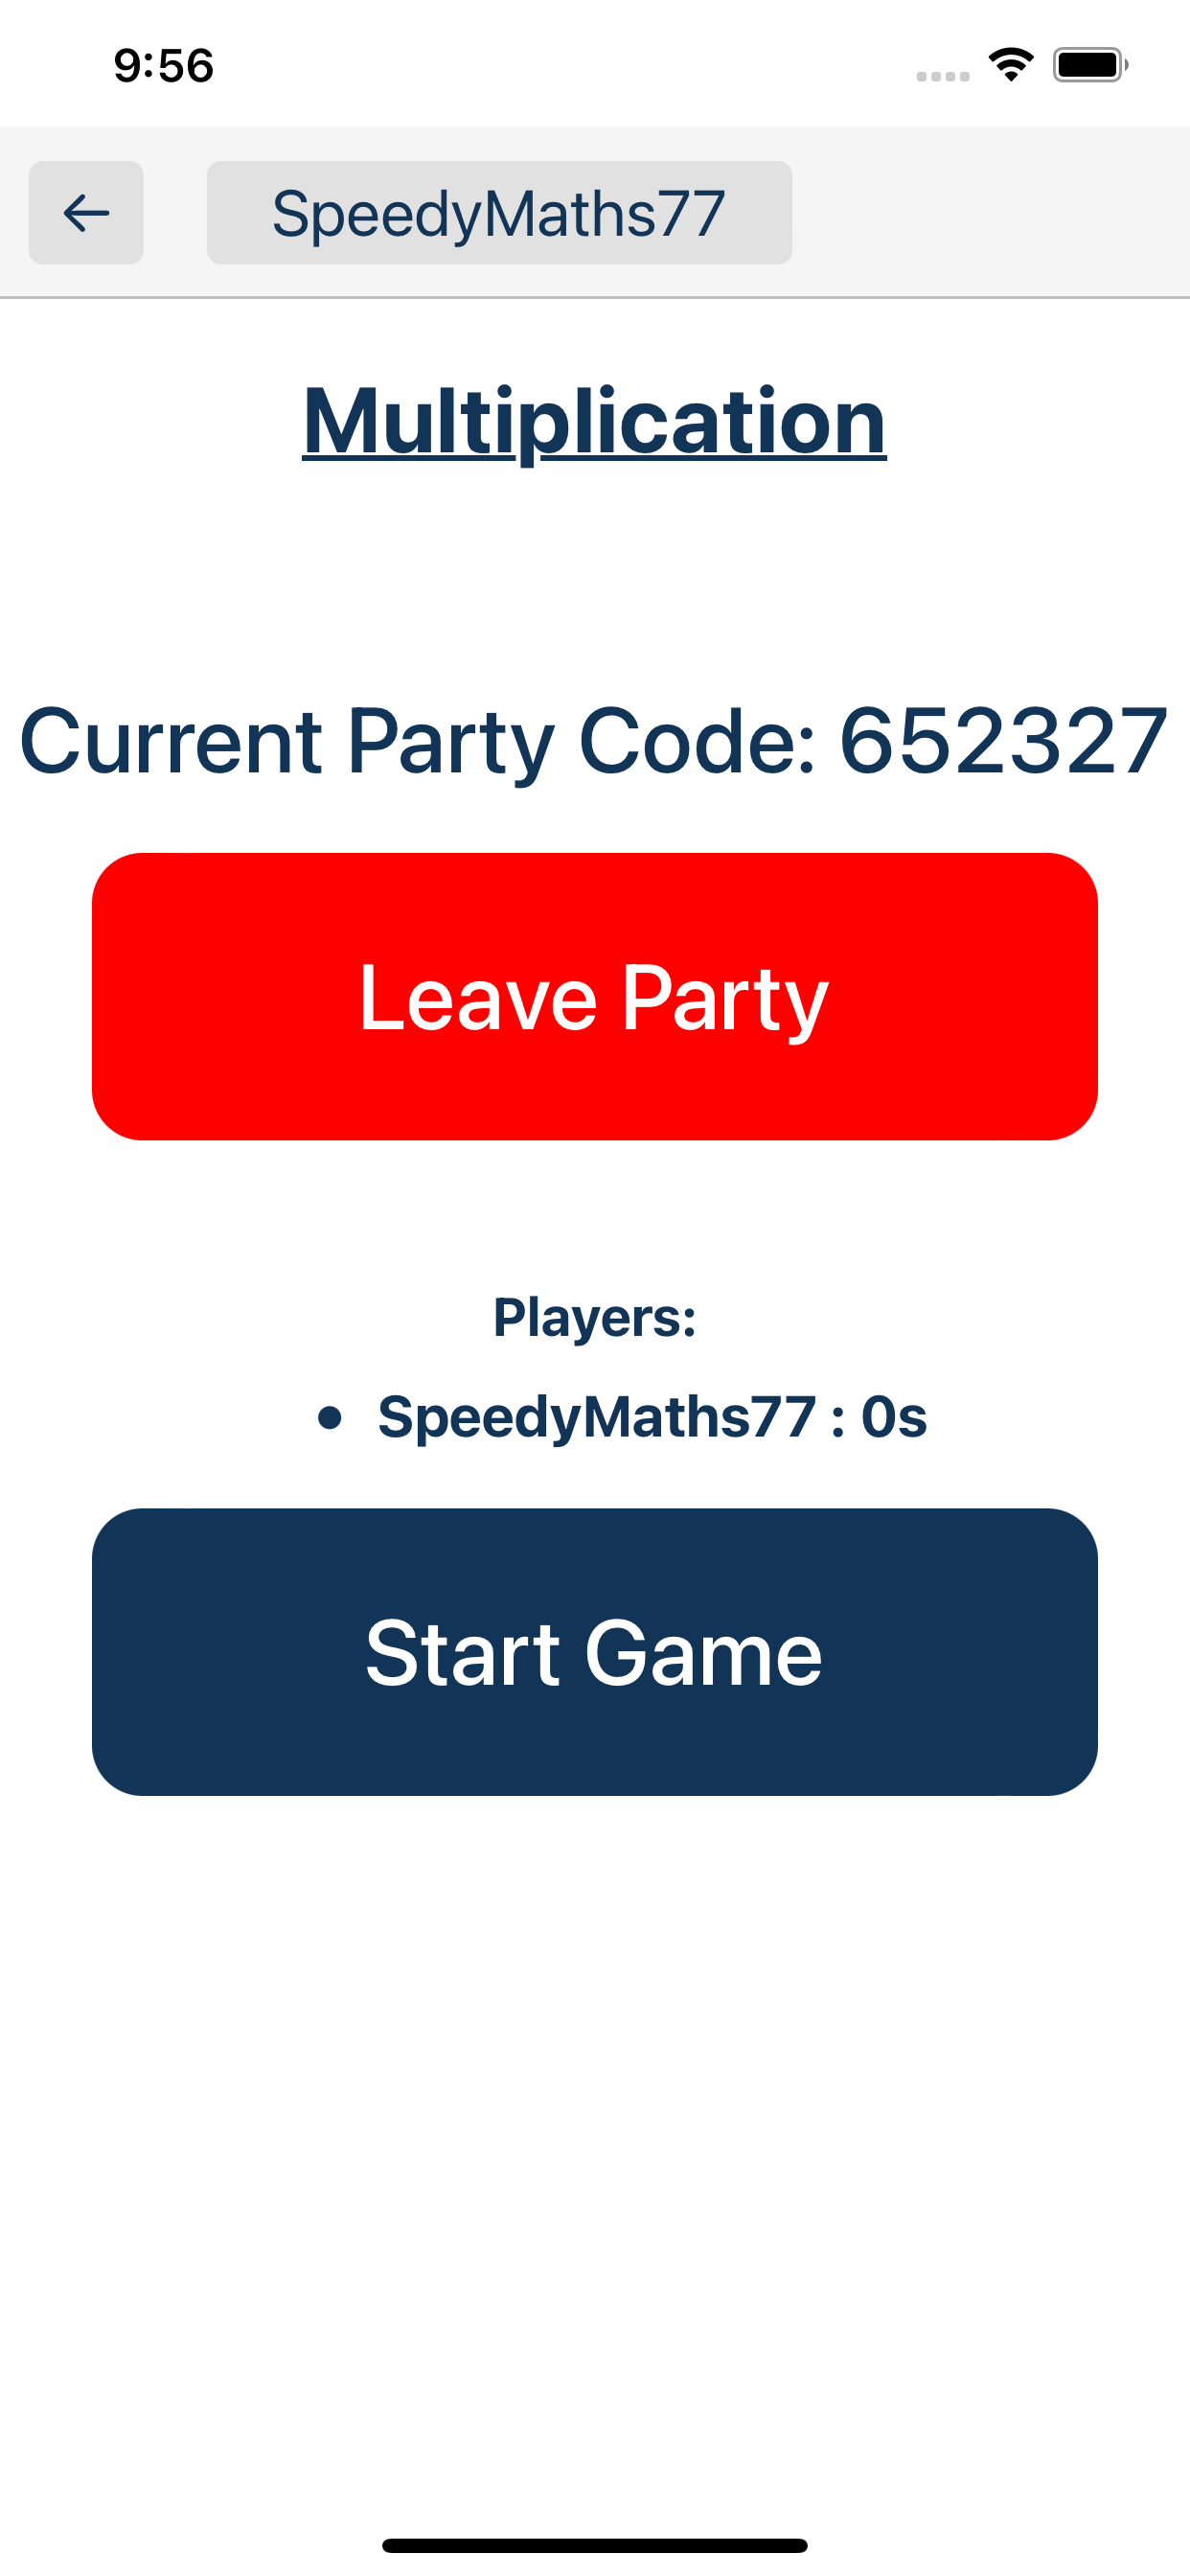 9:56
SpeedyMaths77
Multiplication
Current Party Code: 652327
Leave Party
Players:
• SpeedyMaths77 : 0s
Start Game